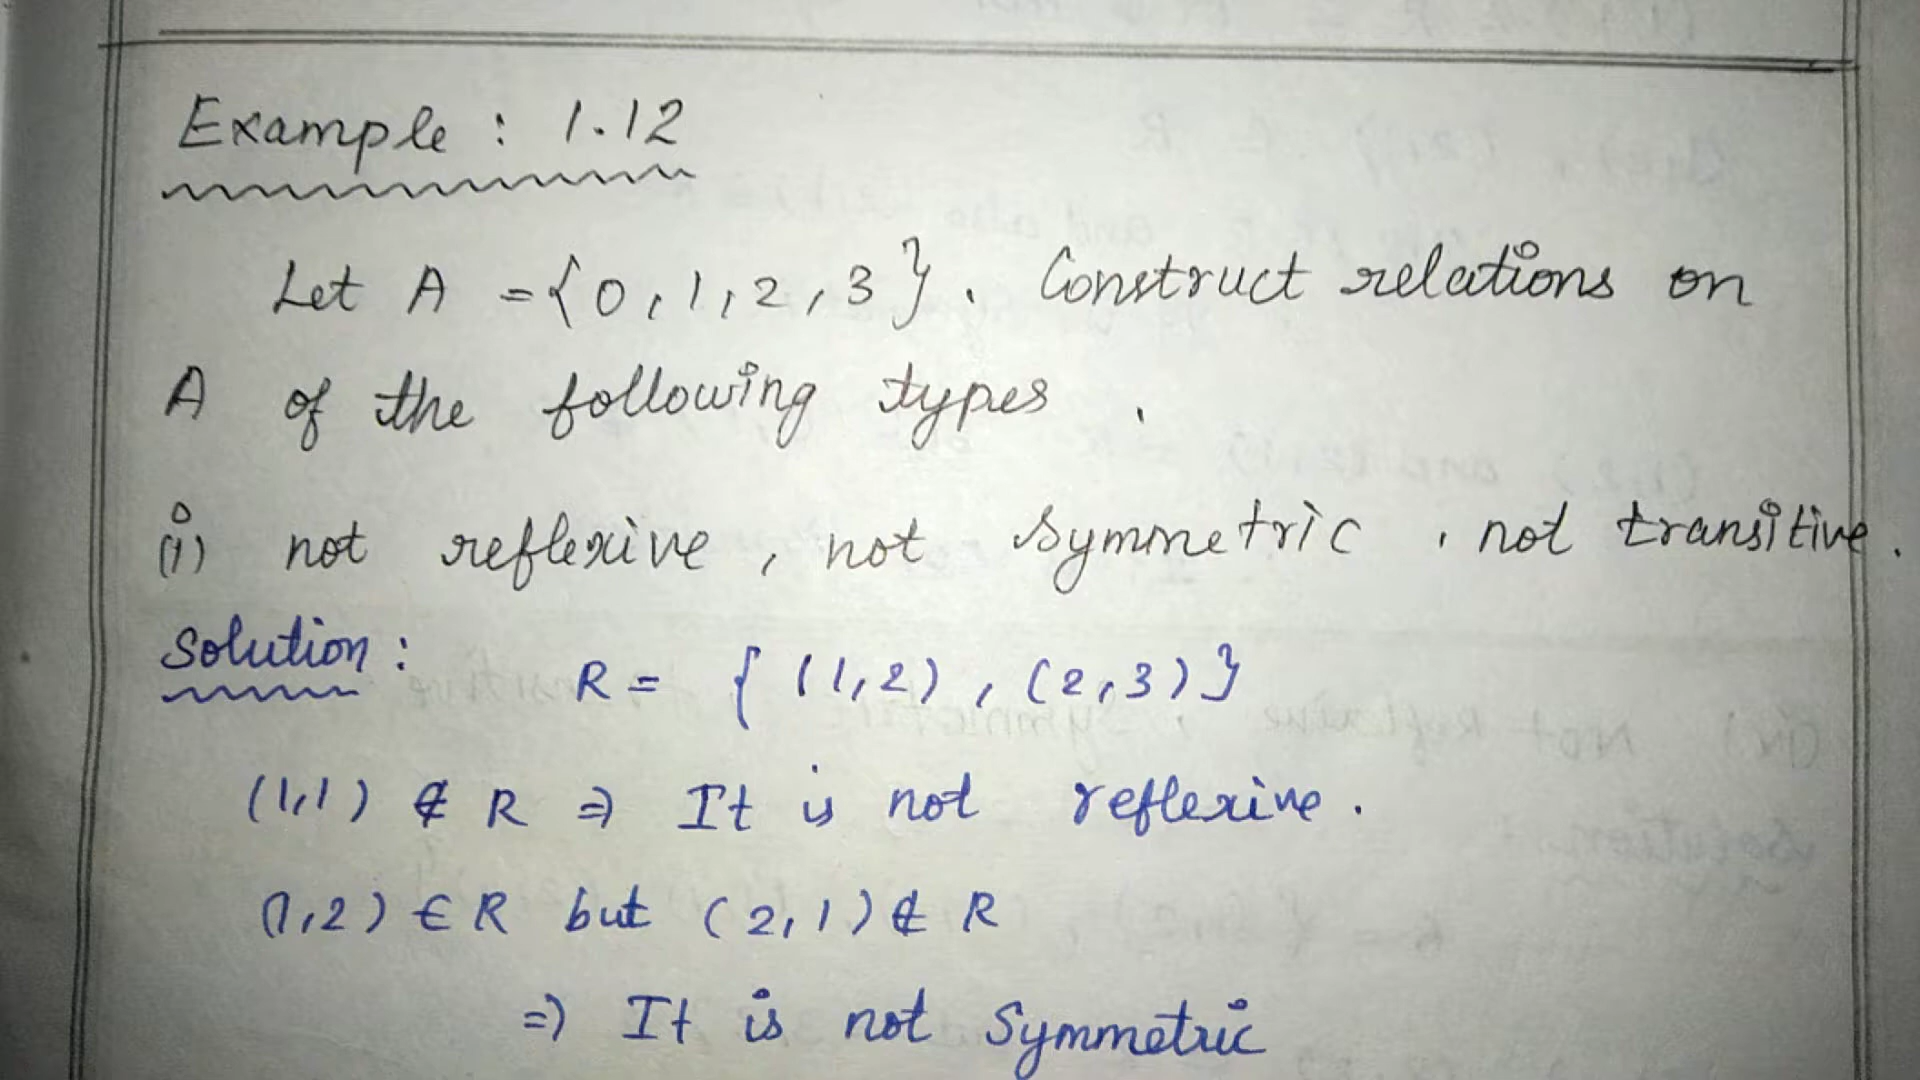 Example : 1.12
Let A = {0, 1, 2, 3}. Construct relations on
A of the following types.
(i) not reflexive, not symmetric, not transitive.
Solution :
R = { (1,2), (2,3)}
(1,1) ∉ R ⇒ It is not reflexive.
(1,2) ∈ R but (2,1) ∉ R
⇒ It is not Symmetric